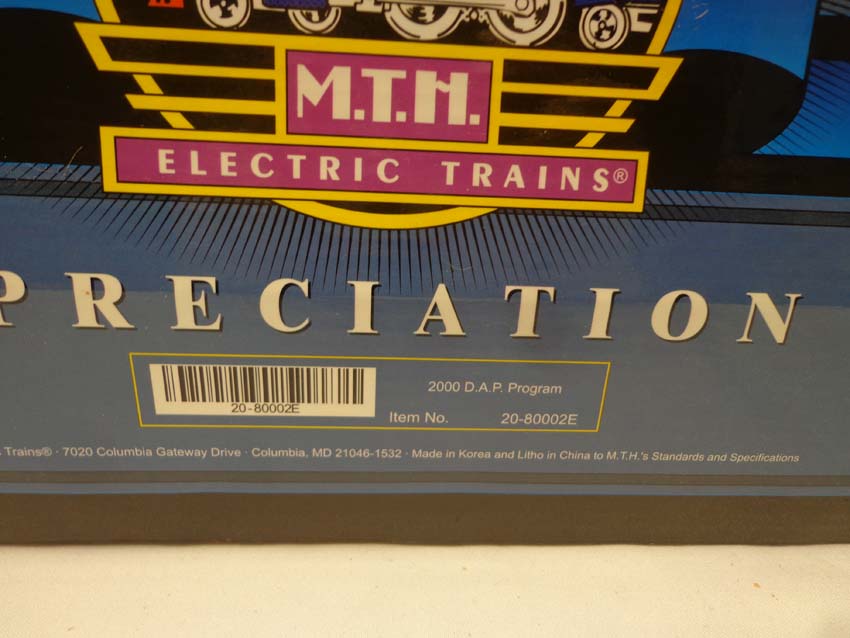 M.T.H.
ELECTRIC TRAINS®
PRECIATION
20-80002E
2000 D.A.P. Program
Item No. 20-80002E
Trains® · 7020 Columbia Gateway Drive · Columbia, MD 21046-1532 · Made in Korea and Litho in China to M.T.H.'s Standards and Specifications